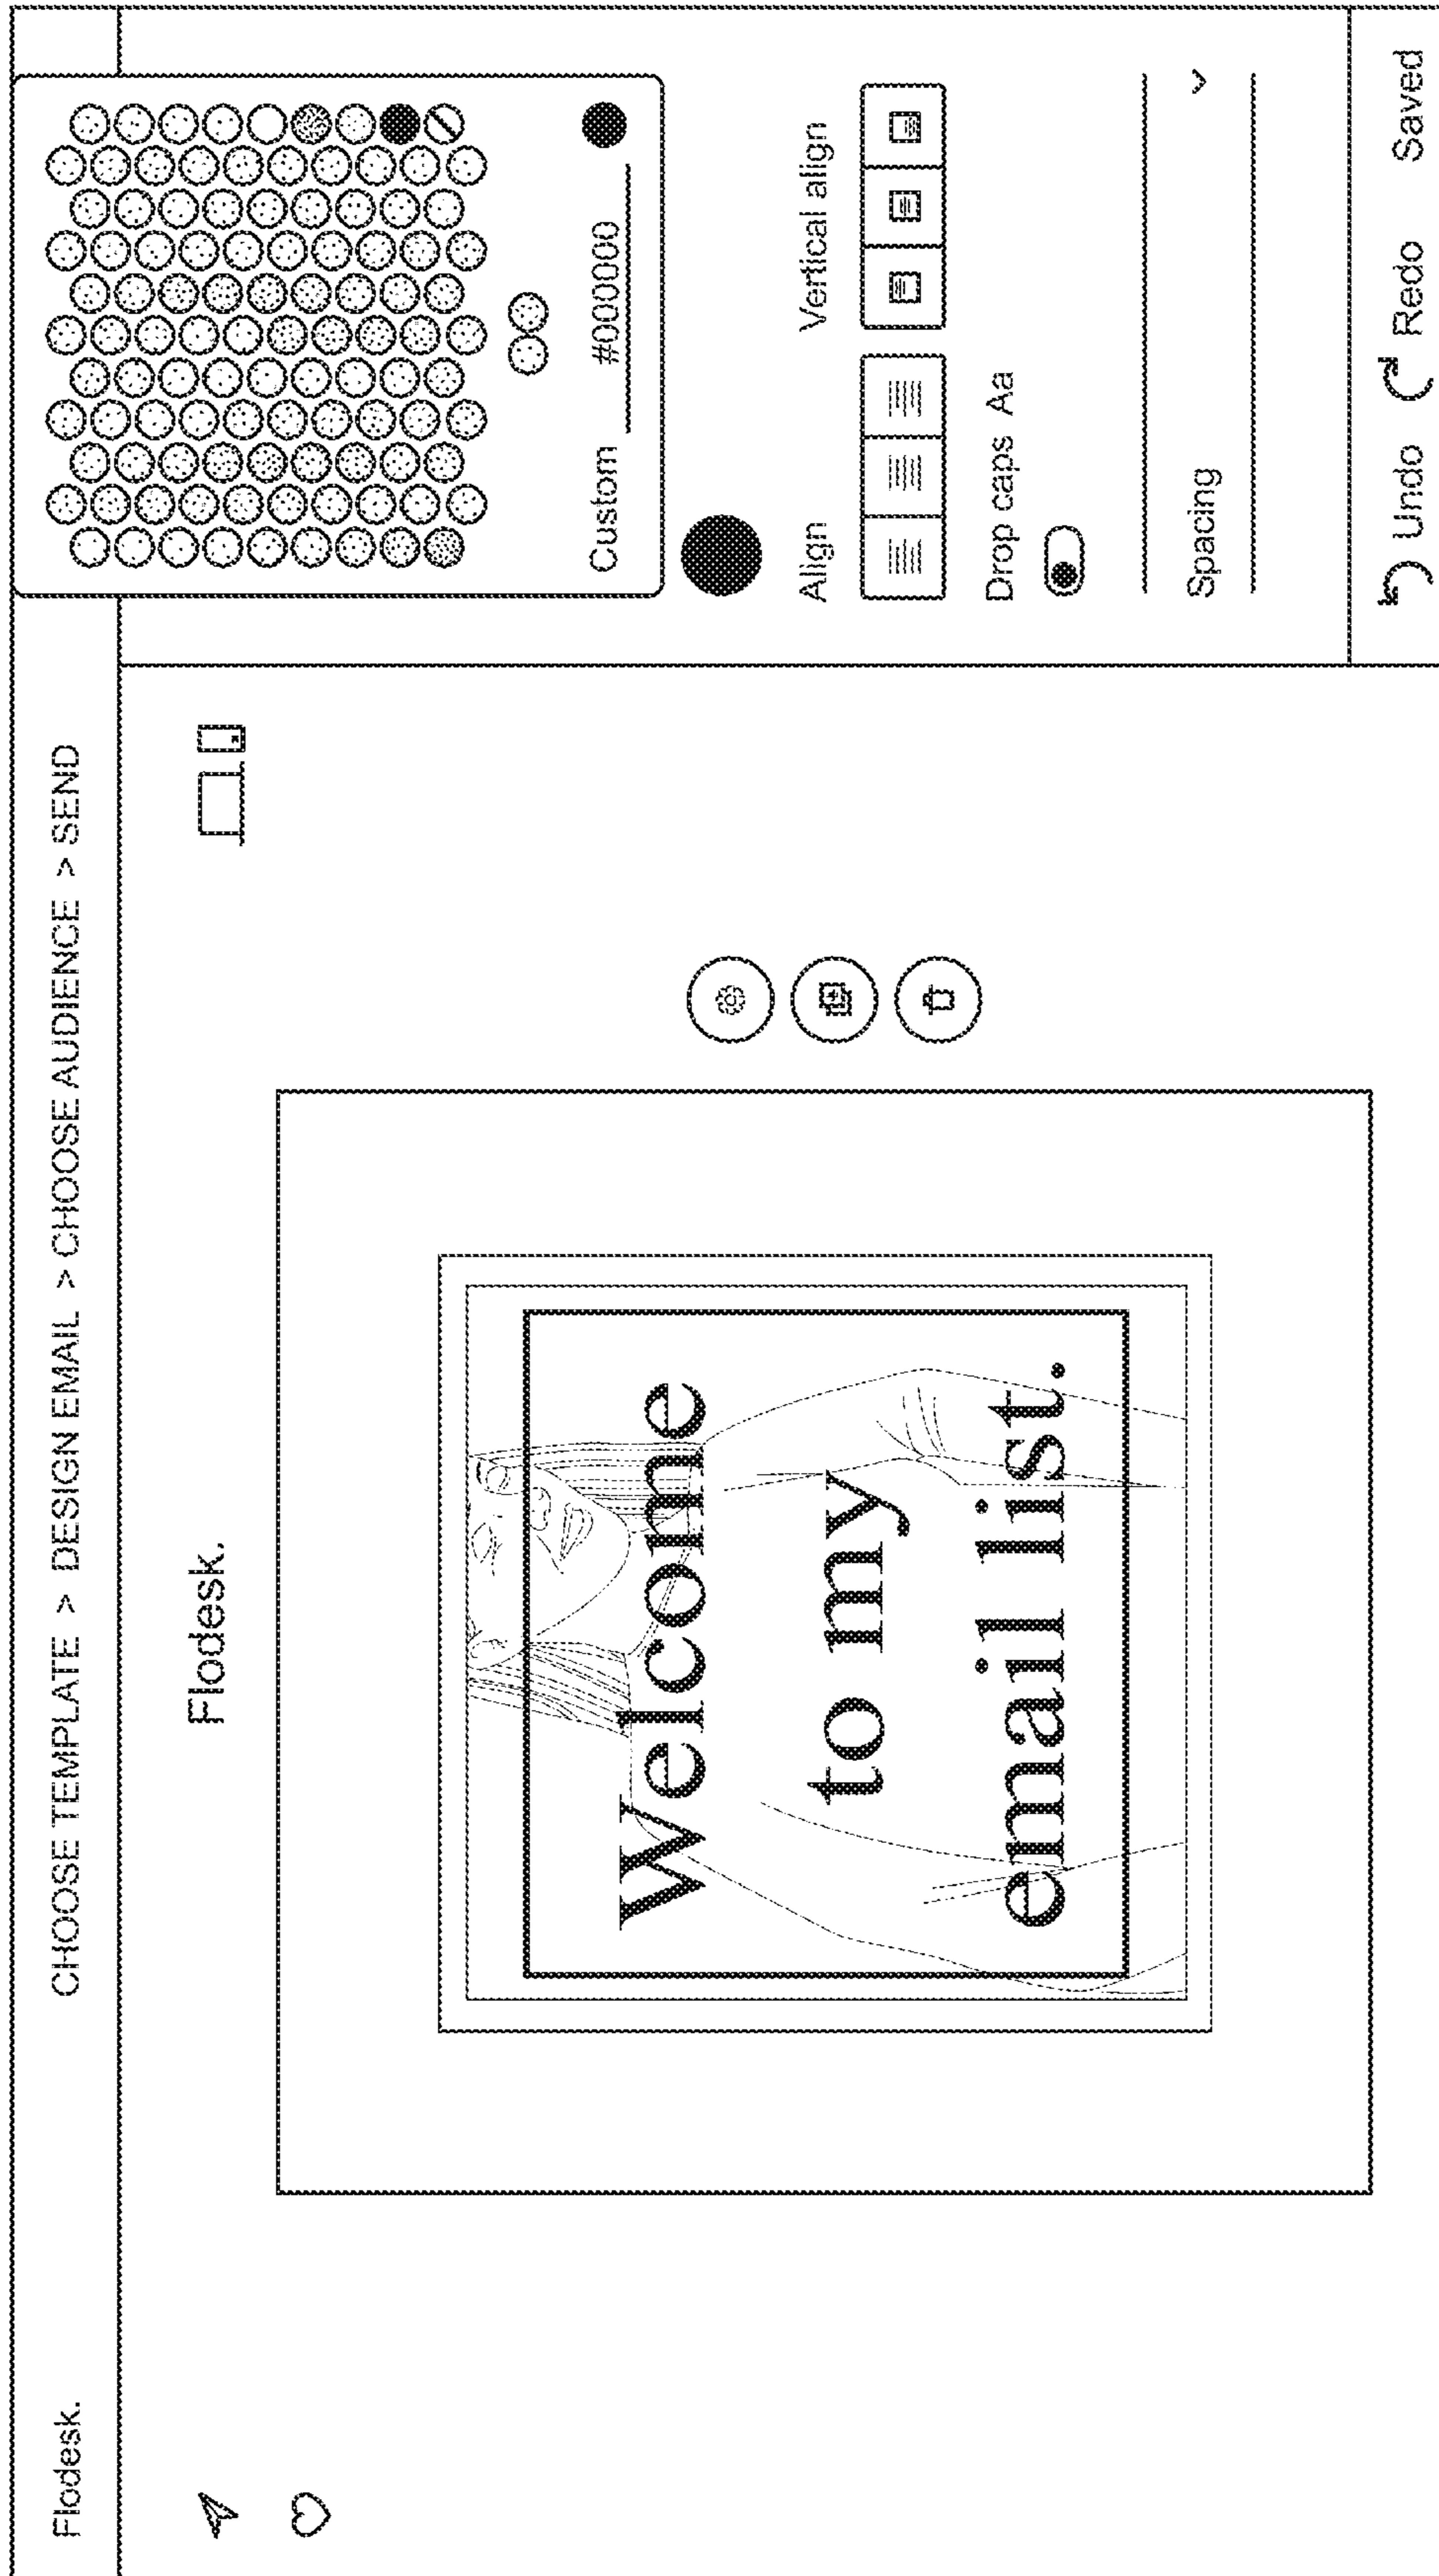 Flodesk.
CHOOSE TEMPLATE > DESIGN EMAIL > CHOOSE AUDIENCE > SEND
Flodesk.
Welcome
to my
email list.
Custom #000000
Align Vertical align
Drop caps Aa
Spacing
Undo Redo Saved